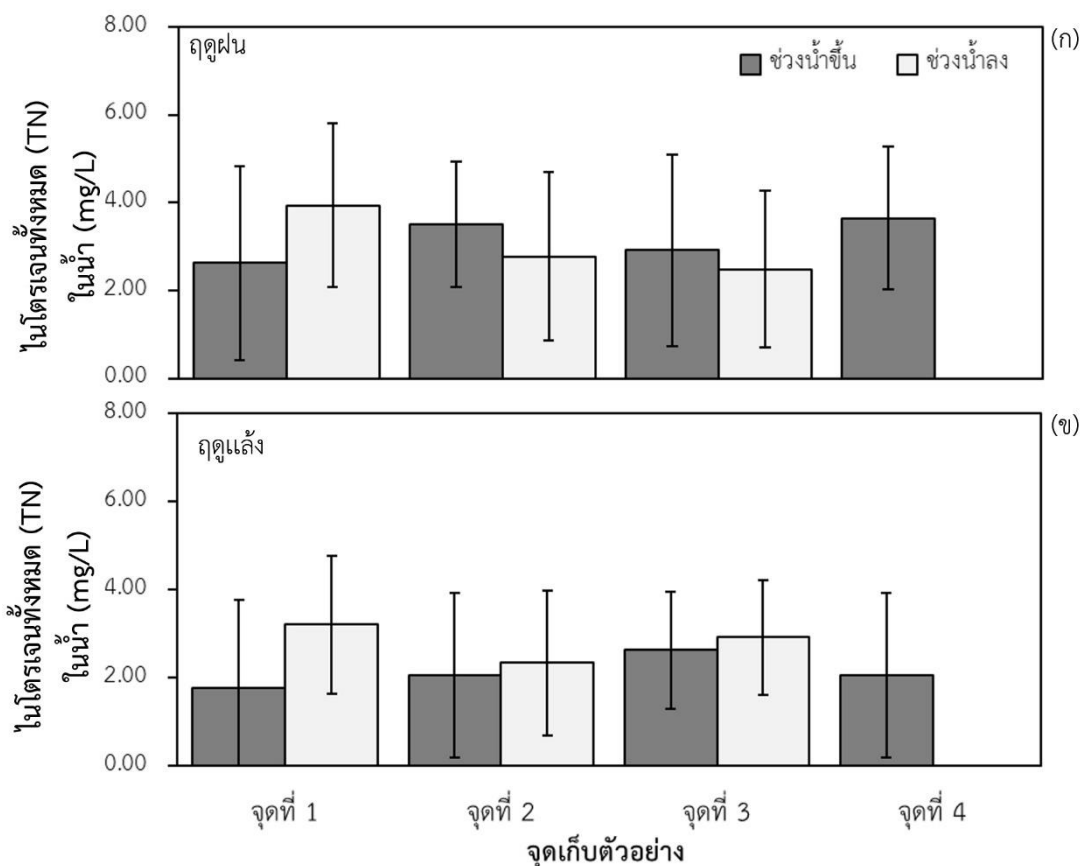 (ก)
ฤดูฝน
ช่วงน้ำขึ้น ช่วงน้ำลง
ไนโตรเจนทั้งหมด (TN)
ในน้ำ (mg/L)
8.00
6.00
4.00
2.00
0.00
(ข)
ฤดูแล้ง
ไนโตรเจนทั้งหมด (TN)
ในน้ำ (mg/L)
8.00
6.00
4.00
2.00
0.00
จุดที่ 1 จุดที่ 2 จุดที่ 3 จุดที่ 4
จุดเก็บตัวอย่าง